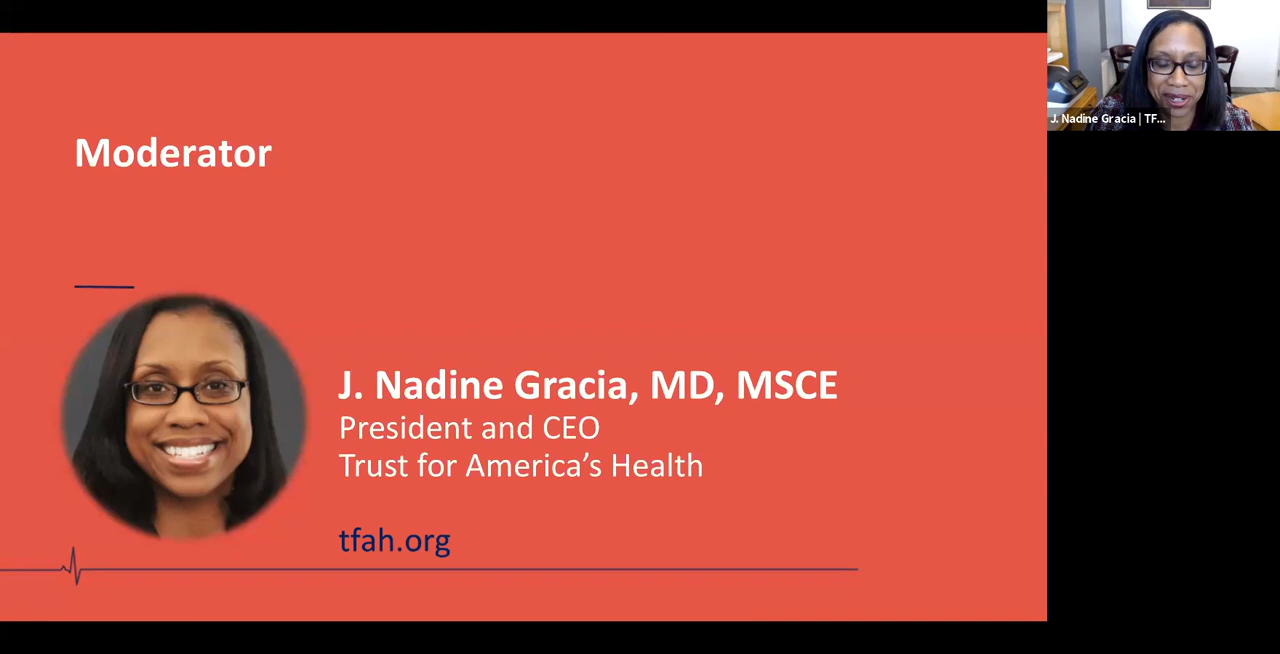 Moderator
J. Nadine Gracia, MD, MSCE
President and CEO
Trust for America’s Health
tfah.org
J. Nadine Gracia | TF...